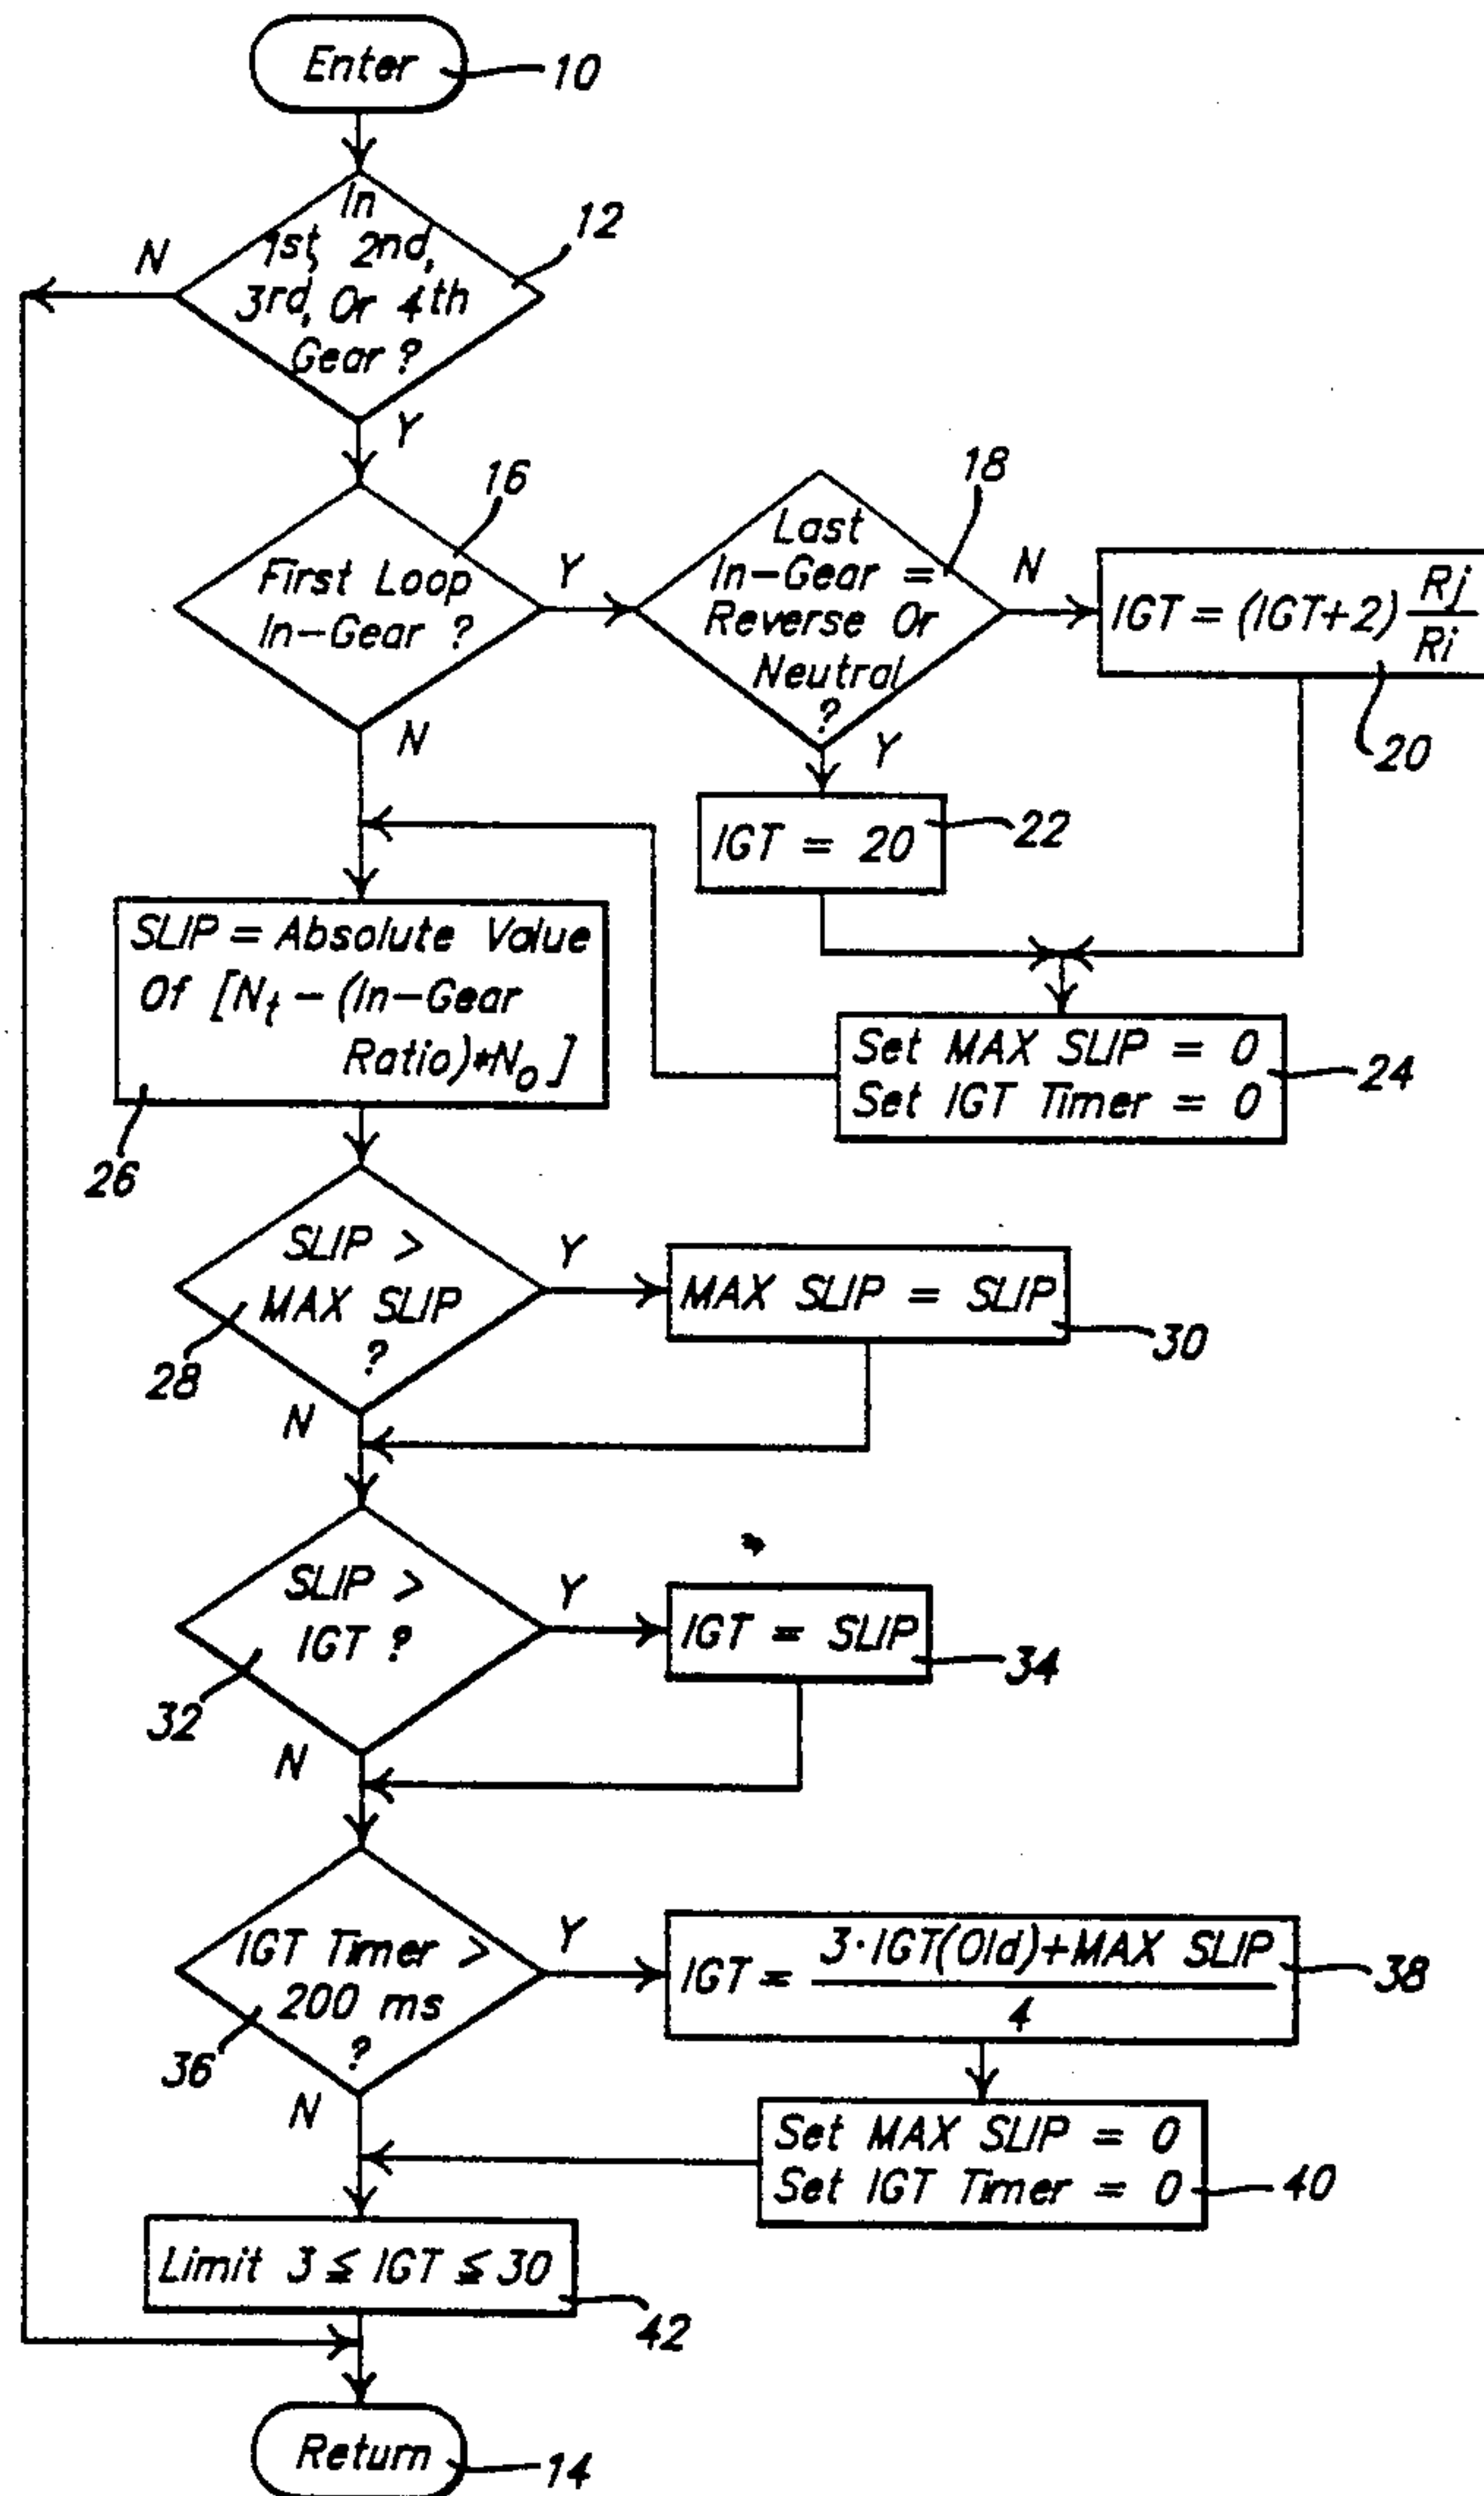 Enter
10
In
1st, 2nd,
3rd, Or 4th
Gear ?
12
N
Y
First Loop
In-Gear ?
16
Y
N
Last
In-Gear =
Reverse Or
Neutral
?
18
N
Y
IGT = (IGT+2) Rj
Ri
20
IGT = 20
22
Set MAX SLIP = 0
Set IGT Timer = 0
24
SLIP = Absolute Value
Of [Nt - (In-Gear
Ratio)*No]
26
SLIP >
MAX SLIP
?
28
Y
N
MAX SLIP = SLIP
30
SLIP >
IGT ?
32
Y
N
IGT = SLIP
34
IGT Timer >
200 ms
?
36
Y
N
IGT = 3·IGT(Old)+MAX SLIP
4
38
Set MAX SLIP = 0
Set IGT Timer = 0
40
Limit 3 ≤ IGT ≤ 30
42
Return
14